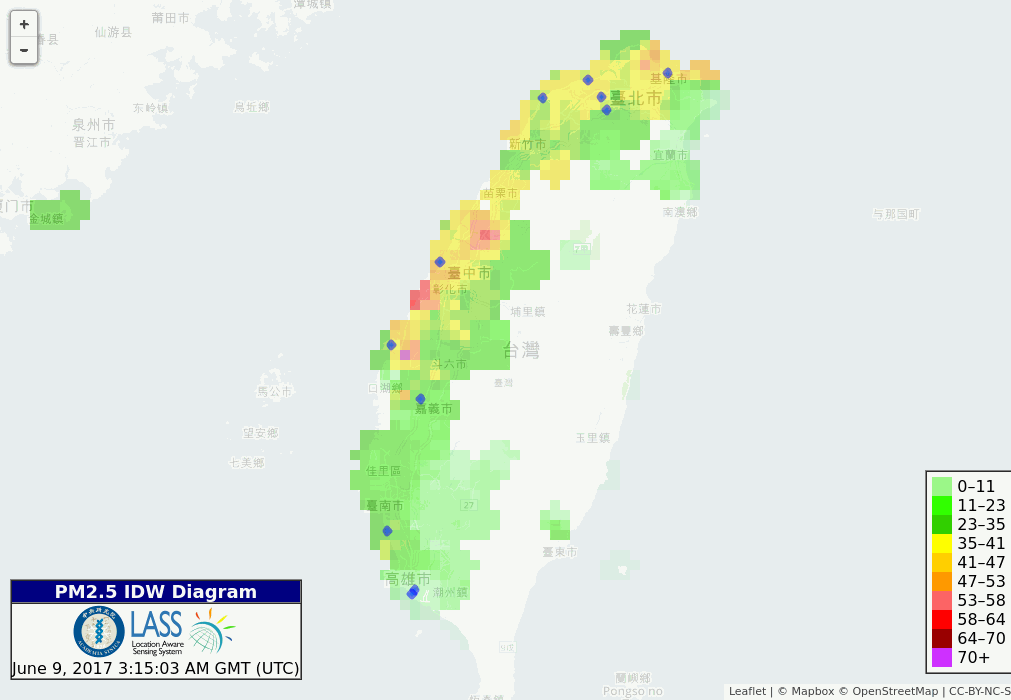 漳城镇
莆田市
仙游县
+
-
春县
东岭镇
烏坵鄉
泉州市
晋江市
厦门市
金城鎮
基隆市
臺北市
新竹市
宜蘭市
苗栗市
南澳鄉
与那国町
臺中市
彰化市
埔里鎮
花蓮市
壽豐鄉
台灣
斗六市
臺灣
口湖鄉
馬公市
嘉義市
望安鄉
玉里鎮
七美鄉
佳里區
27
臺南市
臺東市
高雄市
潮州鎮
蘭嶼鄉
Pongso no
0–11
11–23
23–35
35–41
41–47
47–53
53–58
58–64
64–70
70+
PM2.5 IDW Diagram
LASS
Location Aware
Sensing System
June 9, 2017 3:15:03 AM GMT (UTC)
Leaflet | © Mapbox © OpenStreetMap | CC-BY-NC-S